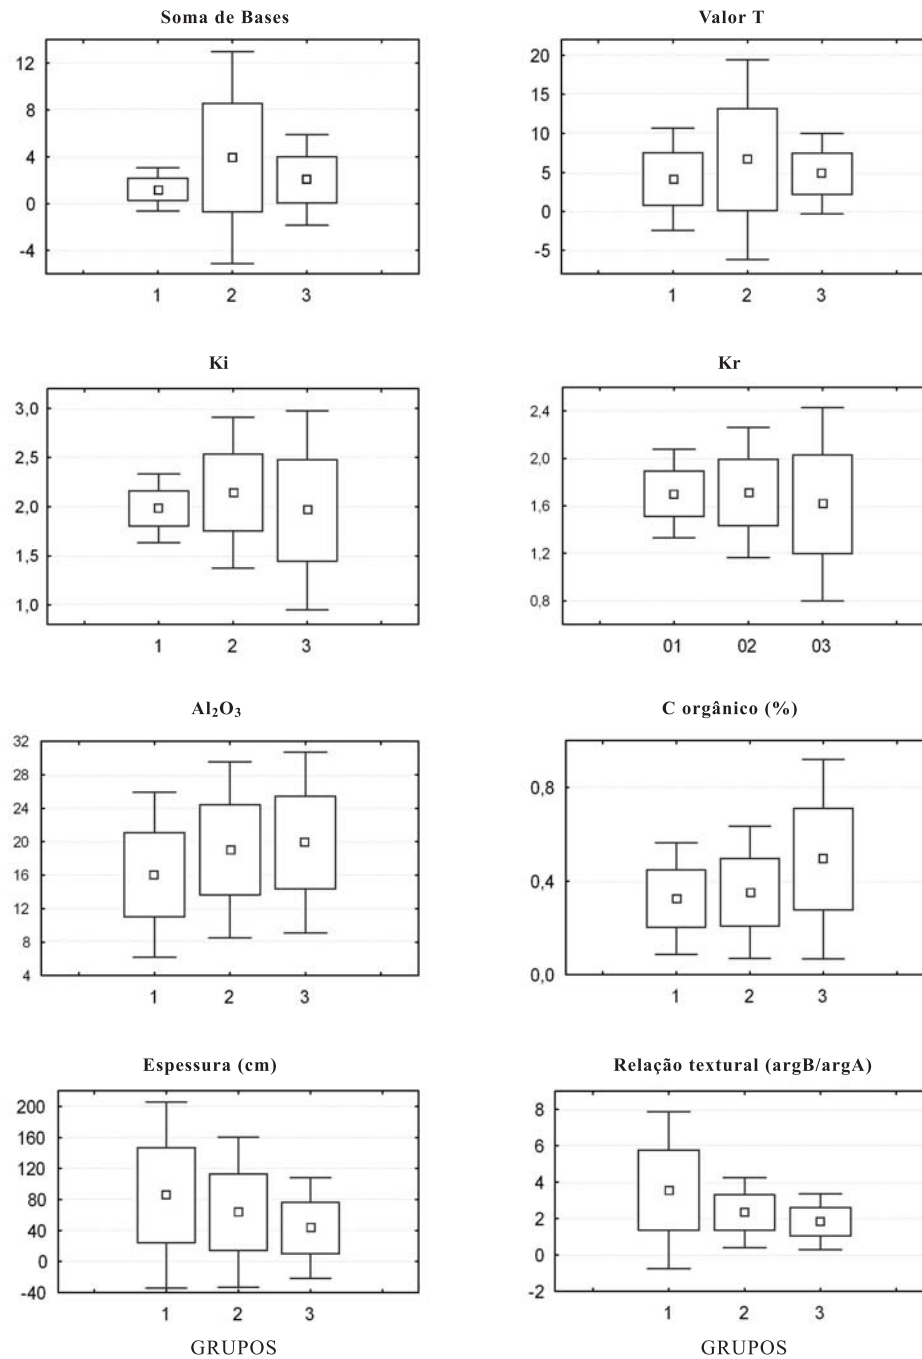 Soma de Bases
12
8
4
0
-4
1 2 3
Valor T
20
15
10
5
0
-5
1 2 3
Ki
3,0
2,5
2,0
1,5
1,0
1 2 3
Kr
2,4
2,0
1,6
1,2
0,8
01 02 03
Al₂O₃
32
28
24
20
16
12
8
4
1 2 3
C orgânico (%)
0,8
0,4
0,0
1 2 3
Espessura (cm)
200
160
120
80
40
0
-40
1 2 3
GRUPOS
Relação textural (argB/argA)
8
6
4
2
0
-2
1 2 3
GRUPOS